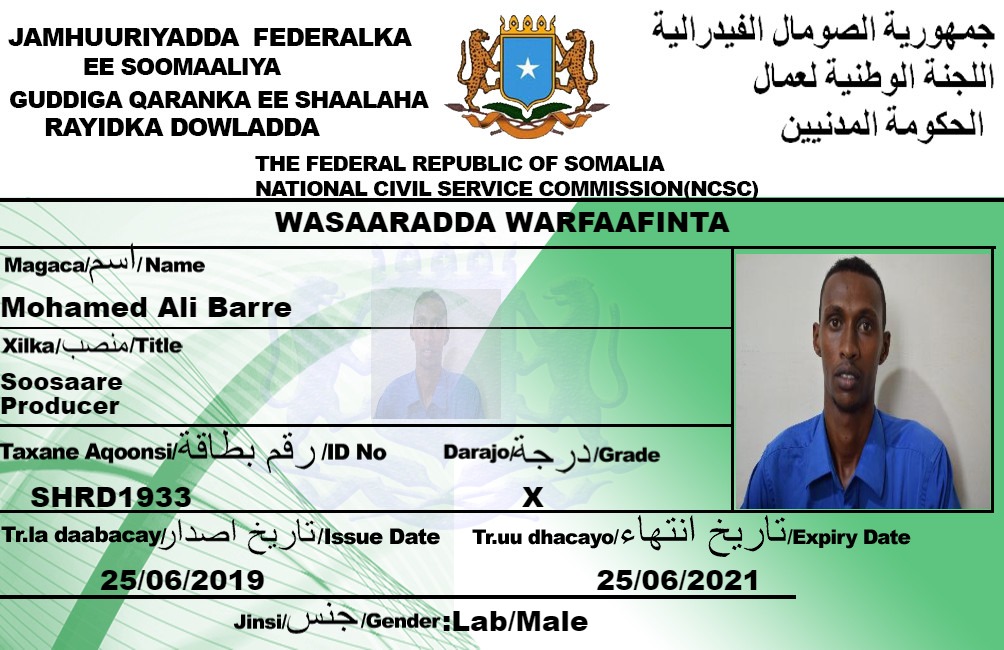 JAMHUURIYADDA FEDERALKA
EE SOOMAALIYA
GUDDIGA QARANKA EE SHAALAHA
RAYIDKA DOWLADDA
جمهورية الصومال الفيدرالية
اللجنة الوطنية لعمال
الحكومة المدنيين
THE FEDERAL REPUBLIC OF SOMALIA
NATIONAL CIVIL SERVICE COMMISSION(NCSC)
WASAARADDA WARFAAFINTA
Magaca/اسم/Name
Mohamed Ali Barre
Xilka/منصب/Title
Soosaare
Producer
Taxane Aqoonsi/رقم بطاقة/ID No
Darajo/درجة/Grade
SHRD1933
X
Tr.la daabacay/تاريخ اصدار/Issue Date
Tr.uu dhacayo/تاريخ انتهاء/Expiry Date
25/06/2019
25/06/2021
Jinsi/جنس/Gender:Lab/Male